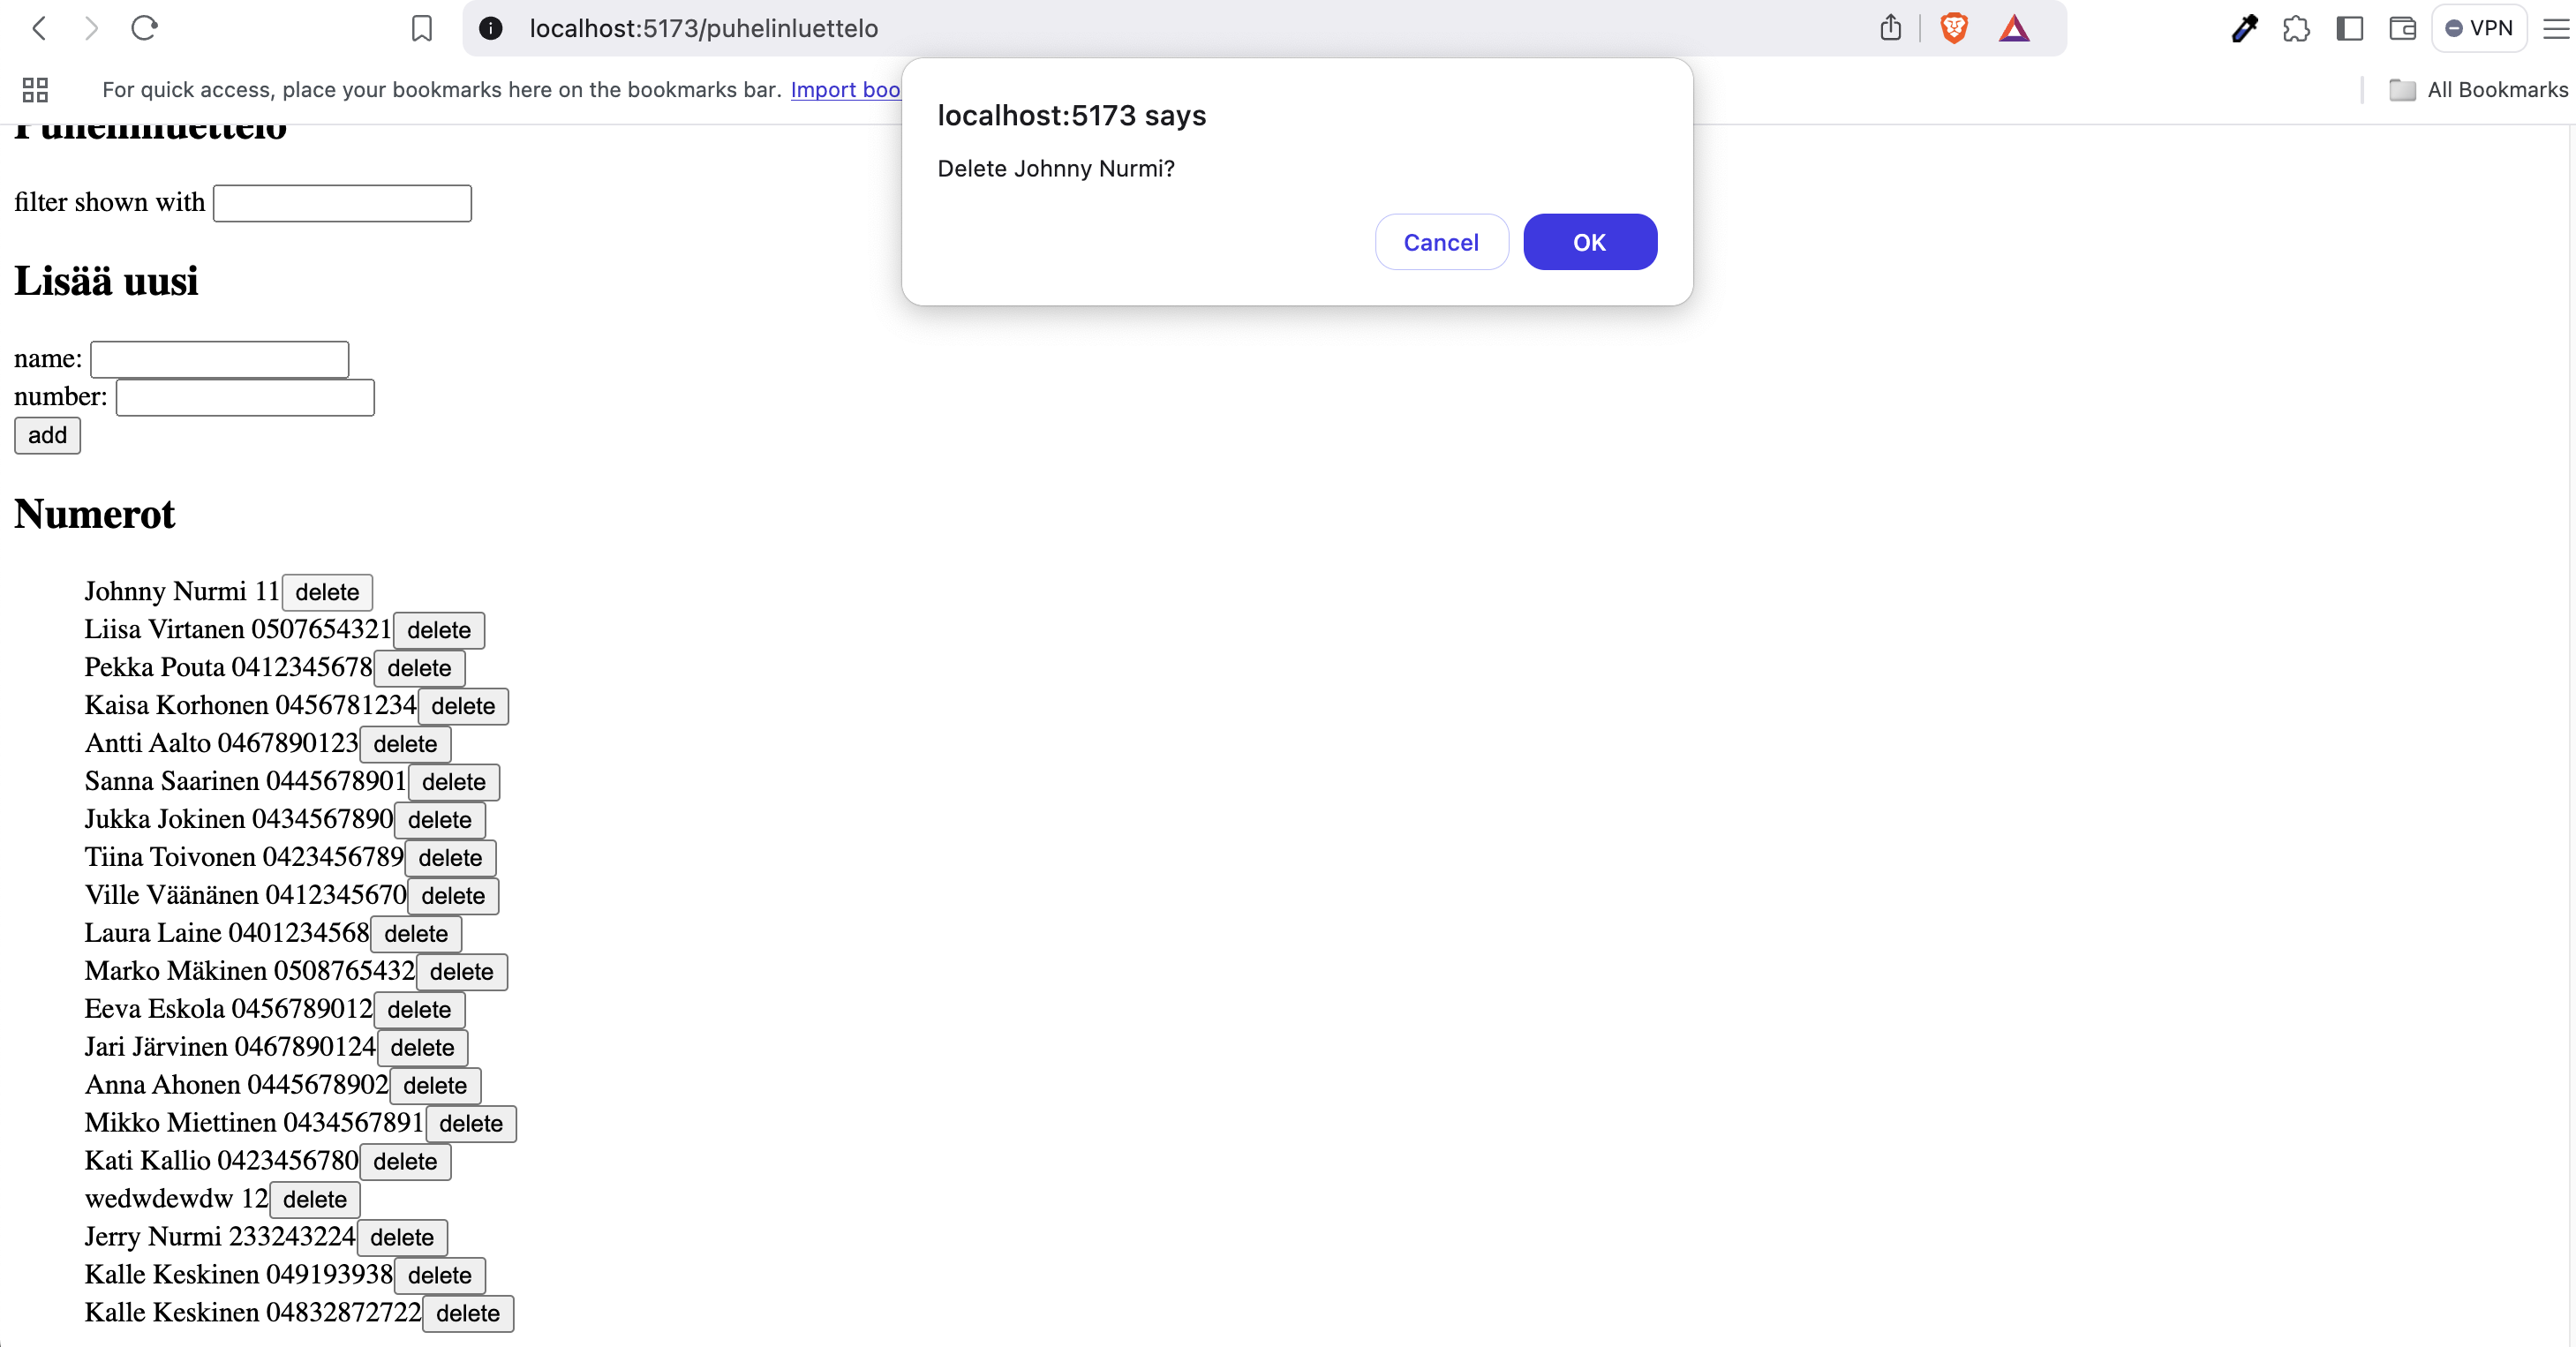 localhost:5173/puhelinluettelo
VPN
For quick access, place your bookmarks here on the bookmarks bar. Import boo
All Bookmarks
localhost:5173 says
Delete Johnny Nurmi?
Cancel
OK
Puhelinluettelo
filter shown with
Lisää uusi
name:
number:
add
Numerot
Johnny Nurmi 11 delete
Liisa Virtanen 0507654321 delete
Pekka Pouta 0412345678 delete
Kaisa Korhonen 0456781234 delete
Antti Aalto 0467890123 delete
Sanna Saarinen 0445678901 delete
Jukka Jokinen 0434567890 delete
Tiina Toivonen 0423456789 delete
Ville Väänänen 0412345670 delete
Laura Laine 0401234568 delete
Marko Mäkinen 0508765432 delete
Eeva Eskola 0456789012 delete
Jari Järvinen 0467890124 delete
Anna Ahonen 0445678902 delete
Mikko Miettinen 0434567891 delete
Kati Kallio 0423456780 delete
wedwdewdw 12 delete
Jerry Nurmi 233243224 delete
Kalle Keskinen 049193938 delete
Kalle Keskinen 04832872722 delete